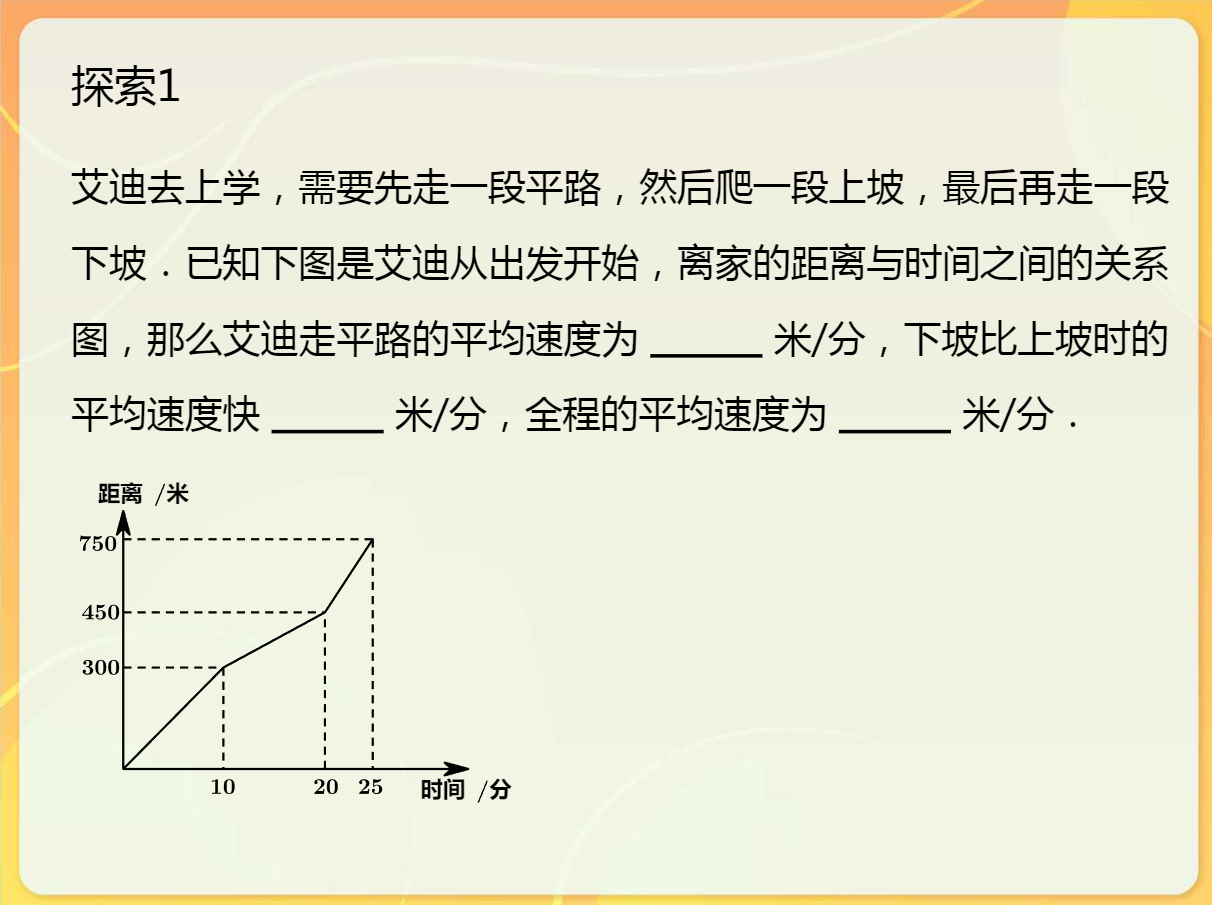 探索1
艾迪去上学，需要先走一段平路，然后爬一段上坡，最后再走一段
下坡．已知下图是艾迪从出发开始，离家的距离与时间之间的关系
图，那么艾迪走平路的平均速度为 ______ 米/分，下坡比上坡时的
平均速度快 ______ 米/分，全程的平均速度为 ______ 米/分．
距离 /米
750
450
300
10 20 25 时间 /分